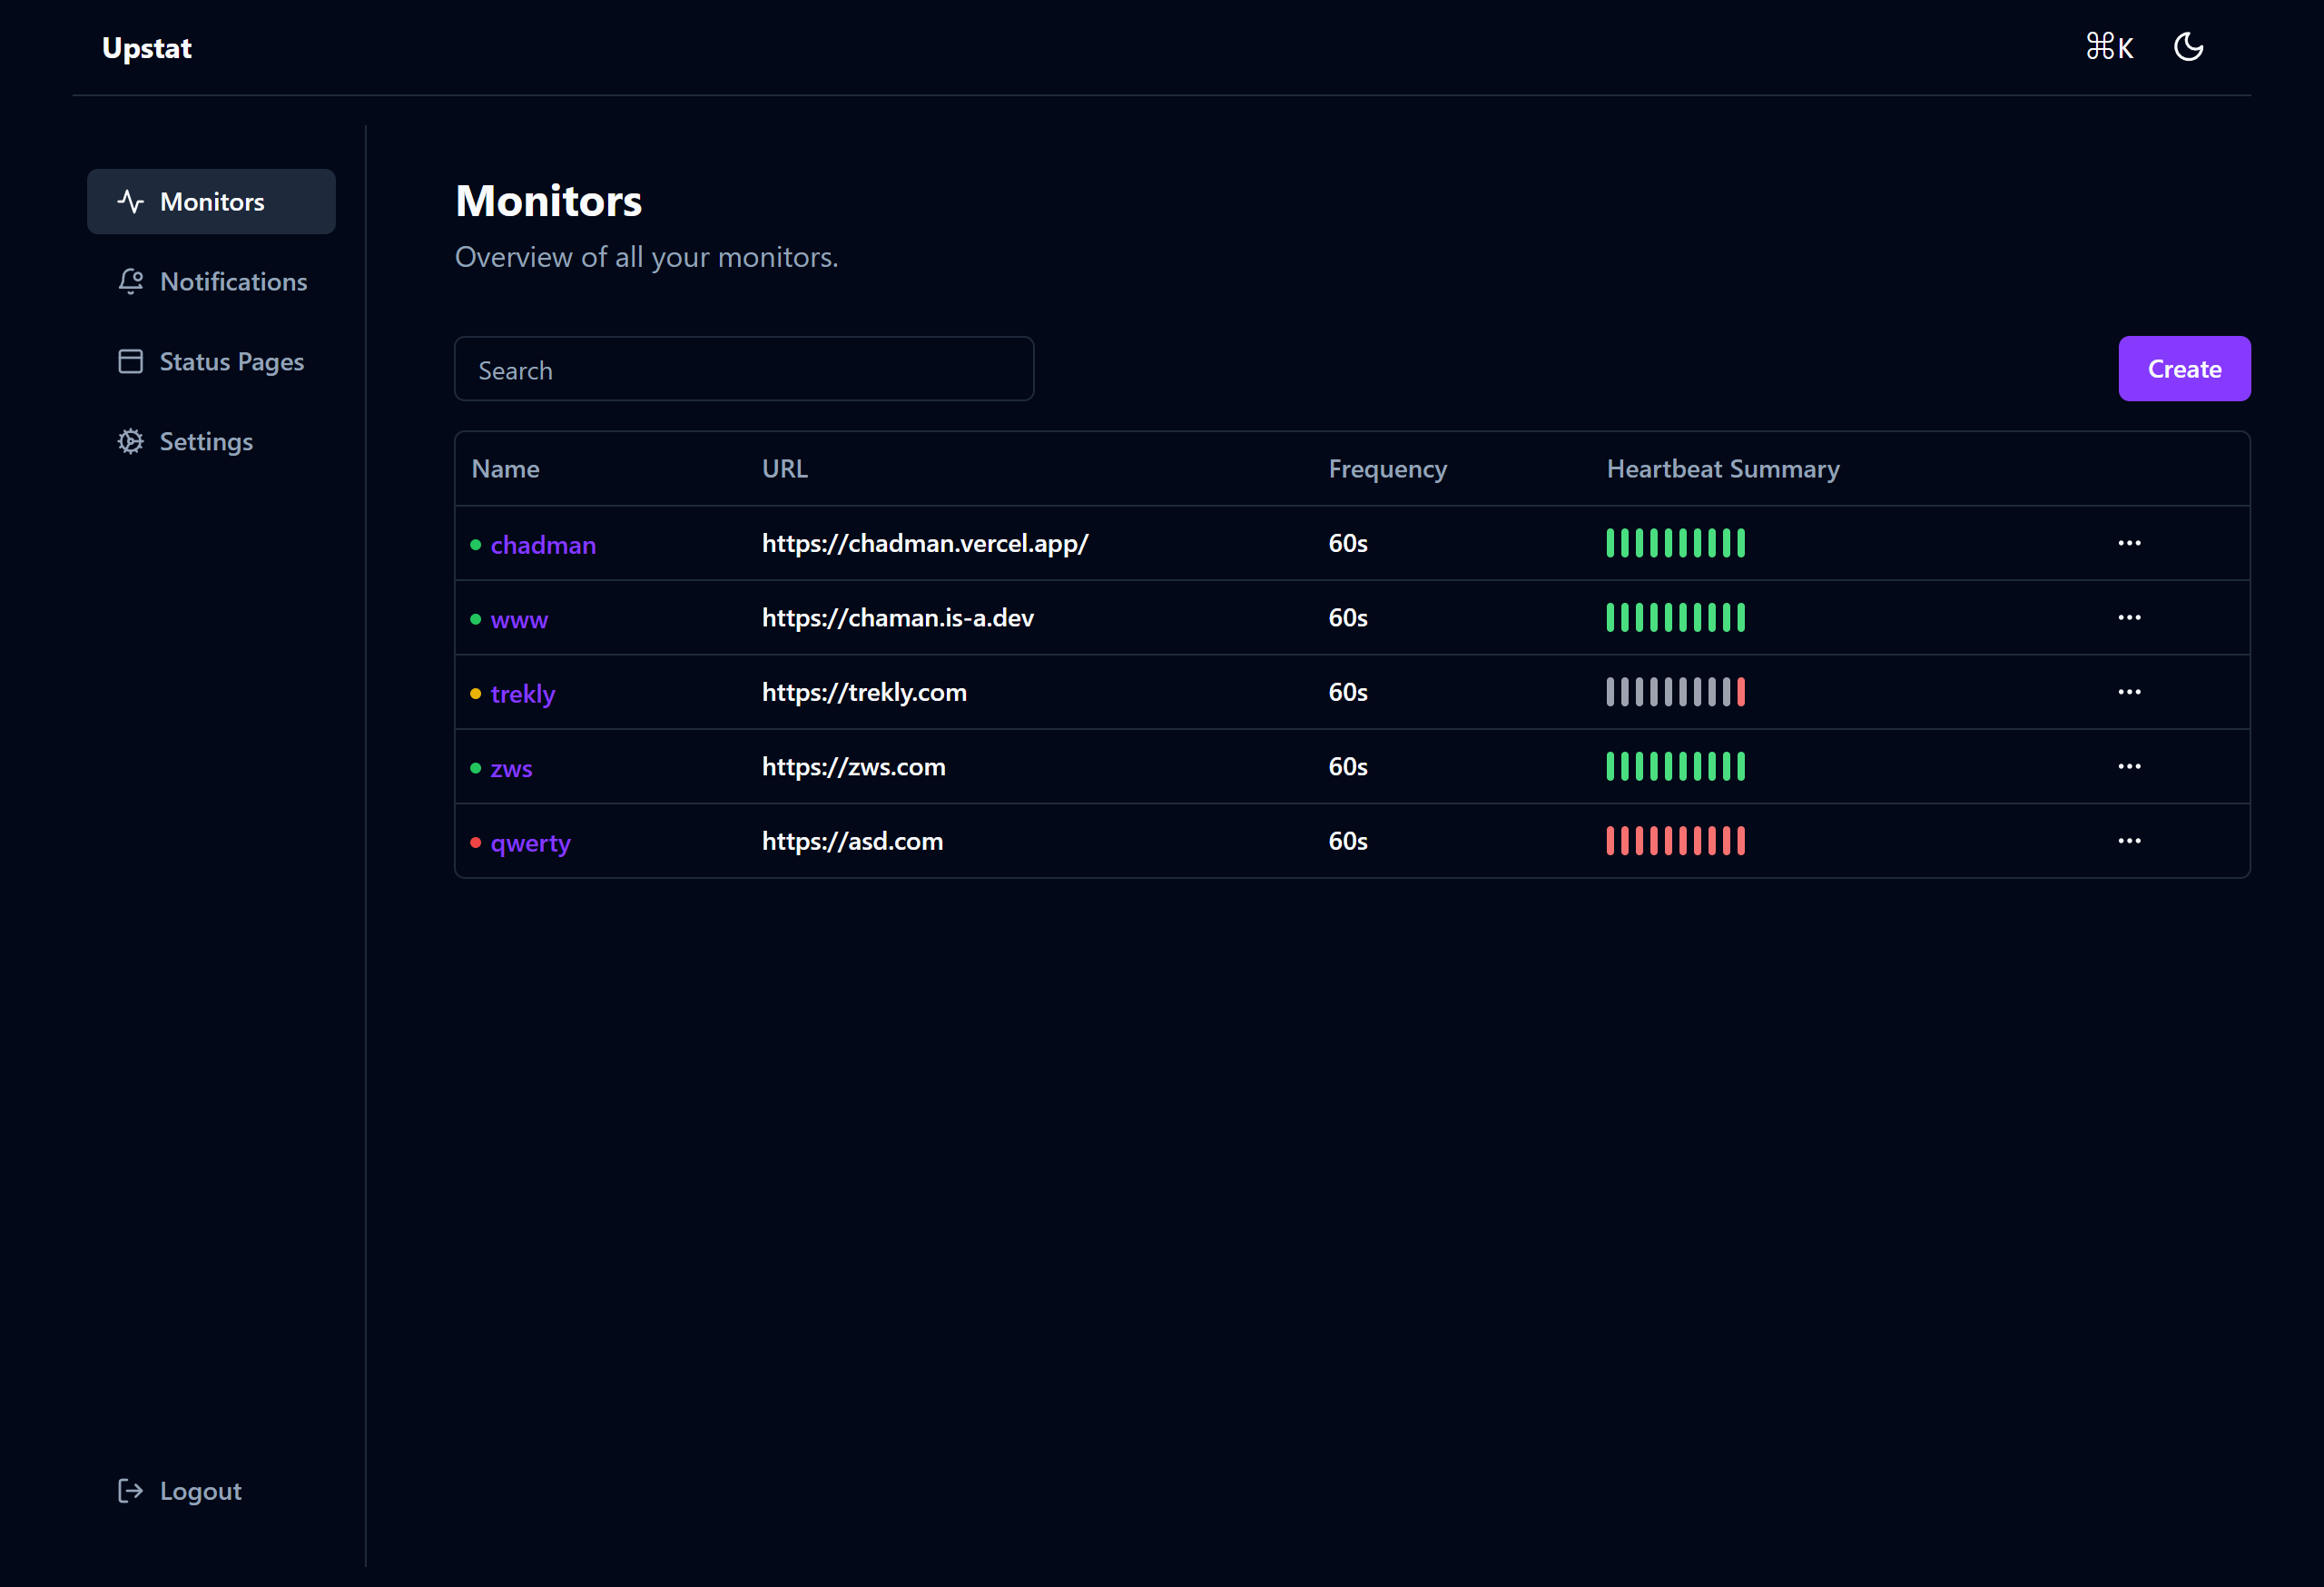 Upstat
⌘K
Monitors
Notifications
Status Pages
Settings
Logout
Monitors
Overview of all your monitors.
Search
Create
Name URL Frequency Heartbeat Summary
chadman https://chadman.vercel.app/ 60s
www https://chaman.is-a.dev 60s
trekly https://trekly.com 60s
zws https://zws.com 60s
qwerty https://asd.com 60s